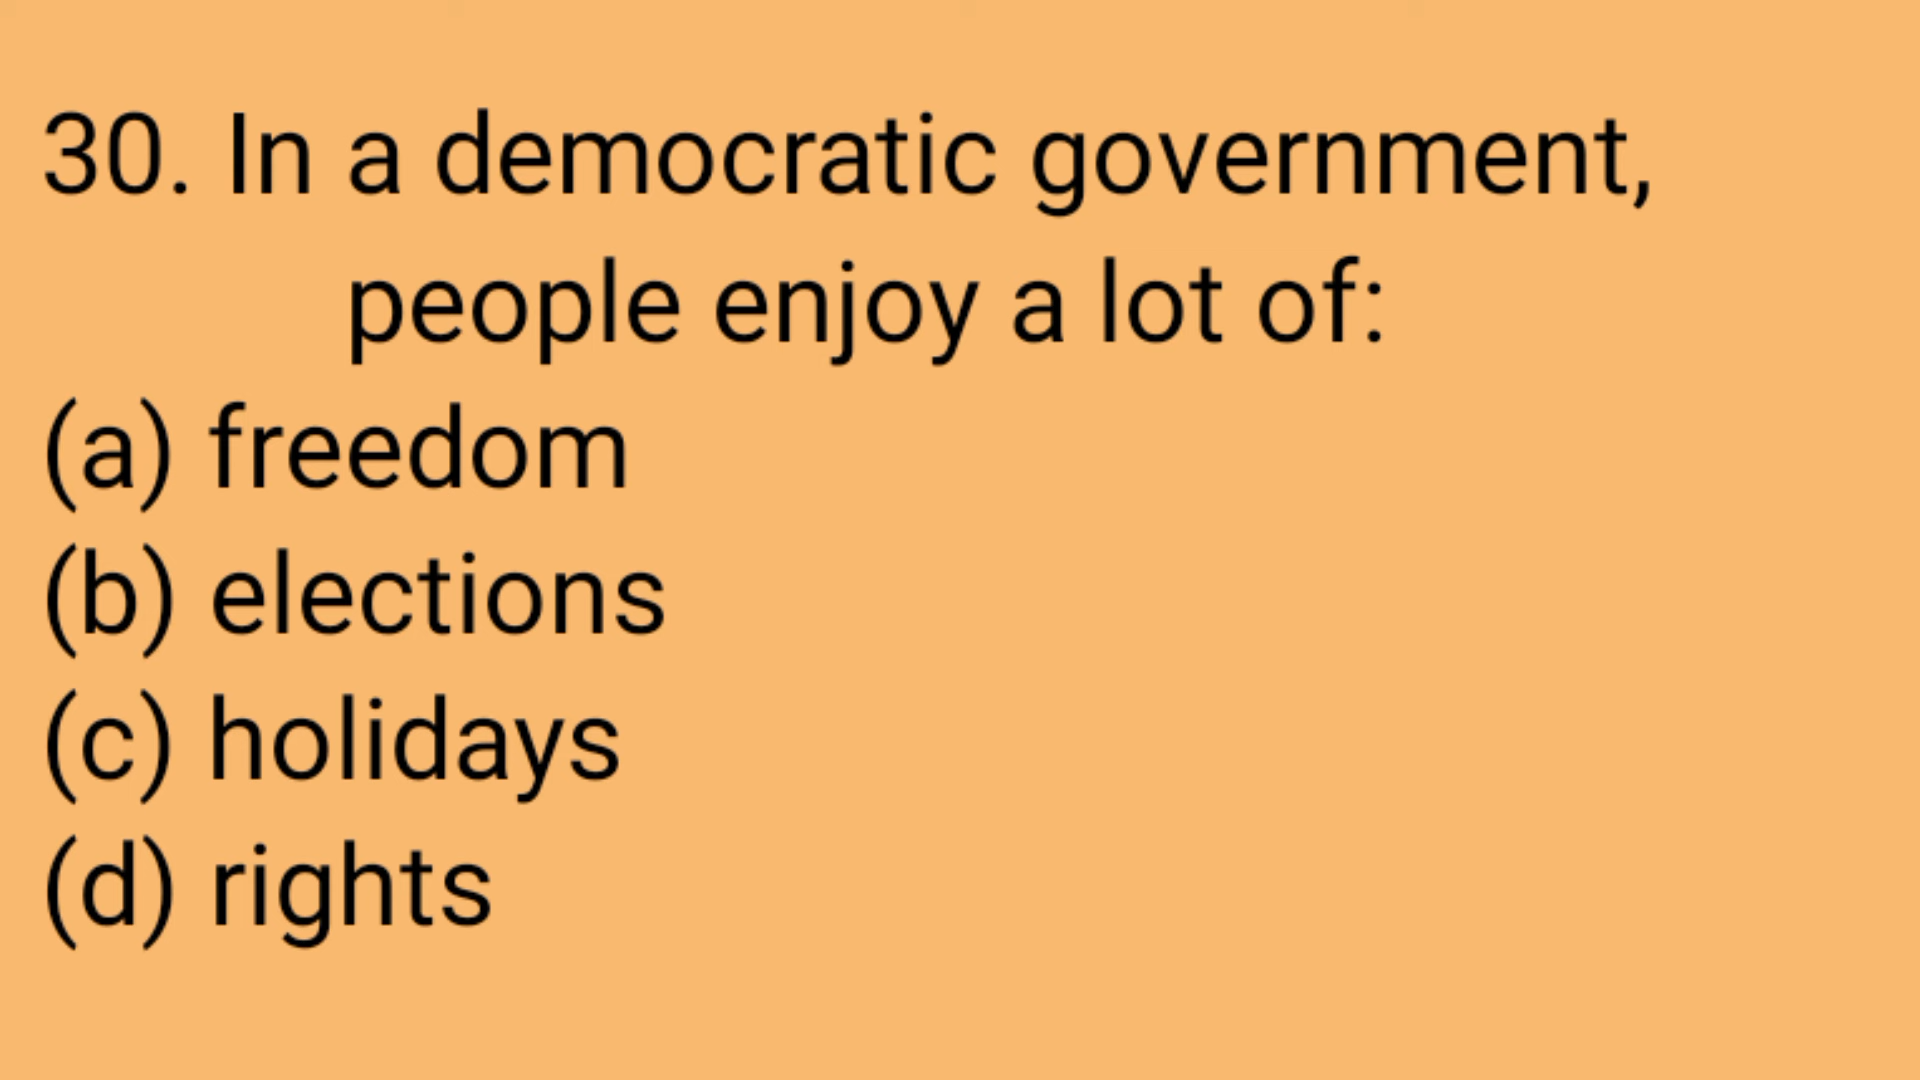 30. In a democratic government,
people enjoy a lot of:
(a) freedom
(b) elections
(c) holidays
(d) rights